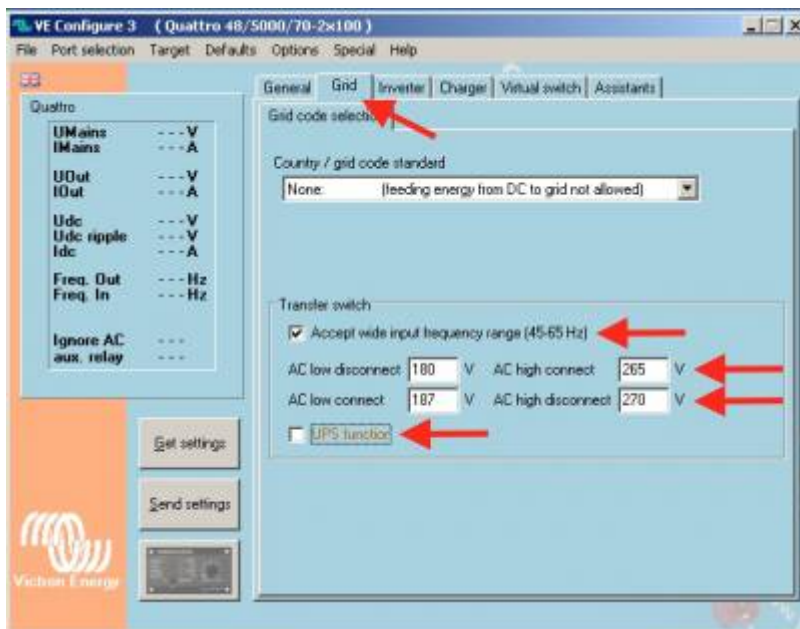 VE Configure 3 ( Quattro 48/5000/70-2x100 )
File Port selection Target Defaults Options Special Help
General Grid Inverter Charger Virtual switch Assistants
Quattro
Grid code selection
UMains ---V
IMains ---A
Country / grid code standard
UOut ---V
None: (feeding energy from DC to grid not allowed)
IOut ---A
Udc ---V
Udc ripple ---V
Idc ---A
Freq. Out ---Hz
Freq. In ---Hz
Transfer switch
Accept wide input frequency range (45-65 Hz)
Ignore AC ---
aux. relay ---
AC low disconnect 180 V AC high connect 265 V
AC low connect 187 V AC high disconnect 270 V
UPS function
Get settings
Send settings
Victron Energy